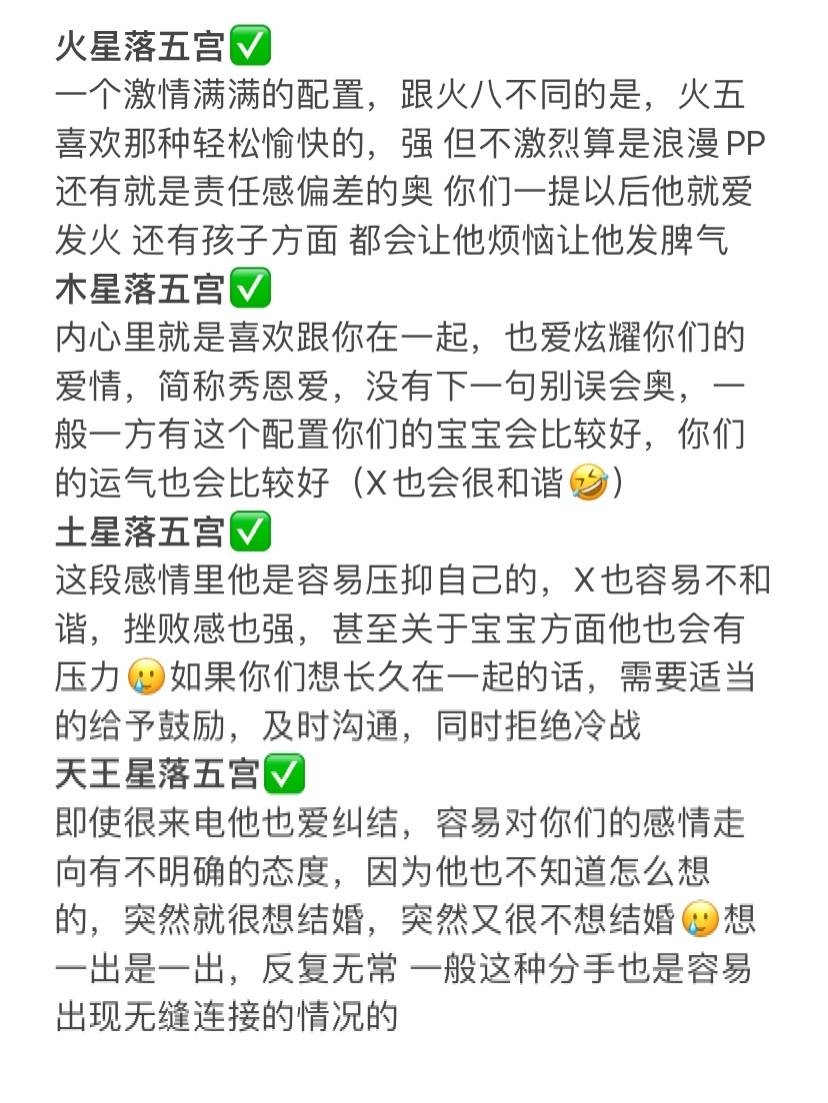 火星落五宫✅
一个激情满满的配置，跟火八不同的是，火五
喜欢那种轻松愉快的，强 但不激烈算是浪漫PP
还有就是责任感偏差的奥 你们一提以后他就爱
发火 还有孩子方面 都会让他烦恼让他发脾气
木星落五宫✅
内心里就是喜欢跟你在一起，也爱炫耀你们的
爱情，简称秀恩爱，没有下一句别误会奥，一
般一方有这个配置你们的宝宝会比较好，你们
的运气也会比较好（X也会很和谐🤣）
土星落五宫✅
这段感情里他是容易压抑自己的，X也容易不和
谐，挫败感也强，甚至关于宝宝方面他也会有
压力🥲如果你们想长久在一起的话，需要适当
的给予鼓励，及时沟通，同时拒绝冷战
天王星落五宫✅
即使很来电他也爱纠结，容易对你们的感情走
向有不明确的态度，因为他也不知道怎么想
的，突然就很想结婚，突然又很不想结婚🥲想
一出是一出，反复无常 一般这种分手也是容易
出现无缝连接的情况的